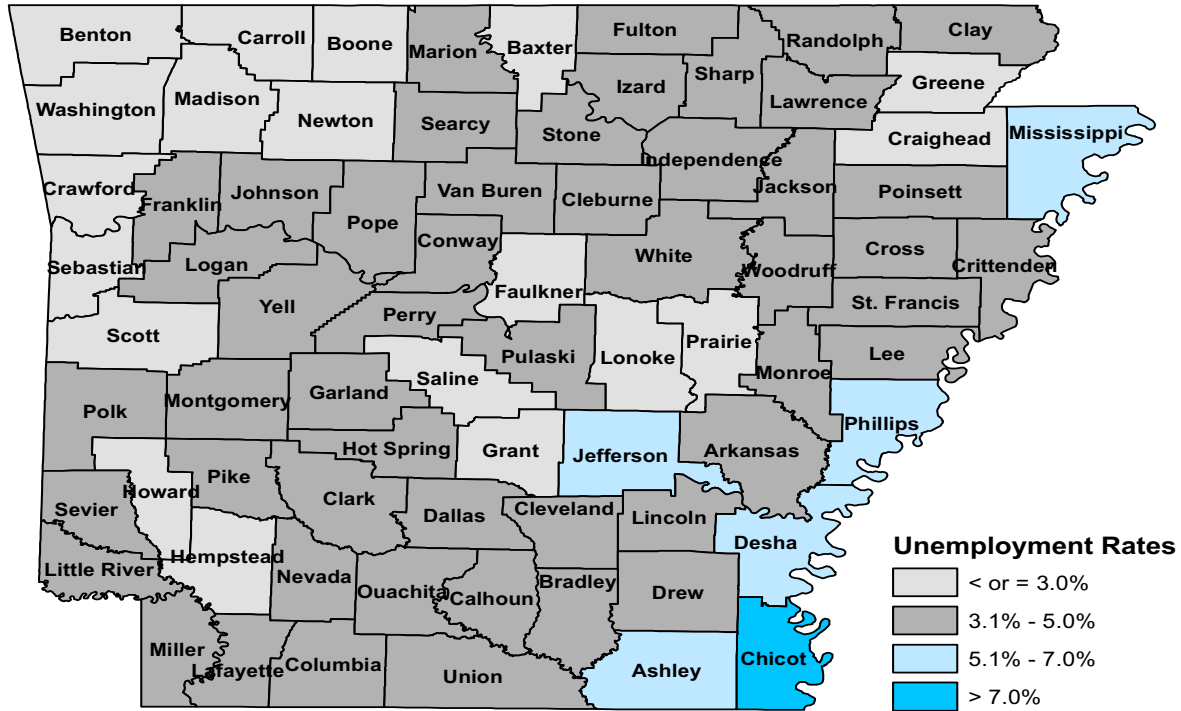 Benton
Carroll
Boone
Marion
Baxter
Fulton
Randolph
Clay
Washington
Madison
Newton
Searcy
Stone
Izard
Sharp
Lawrence
Greene
Craighead
Mississippi
Crawford
Franklin
Johnson
Pope
Van Buren
Cleburne
Independence
Jackson
Poinsett
Sebastian
Logan
Conway
White
Woodruff
Cross
Crittenden
Scott
Yell
Perry
Faulkner
St. Francis
Polk
Montgomery
Garland
Saline
Pulaski
Lonoke
Prairie
Monroe
Lee
Phillips
Howard
Pike
Hot Spring
Grant
Jefferson
Arkansas
Sevier
Clark
Dallas
Cleveland
Lincoln
Desha
Little River
Hempstead
Nevada
Ouachita
Calhoun
Bradley
Drew
Miller
Lafayette
Columbia
Union
Ashley
Chicot
Unemployment Rates
< or = 3.0%
3.1% - 5.0%
5.1% - 7.0%
> 7.0%